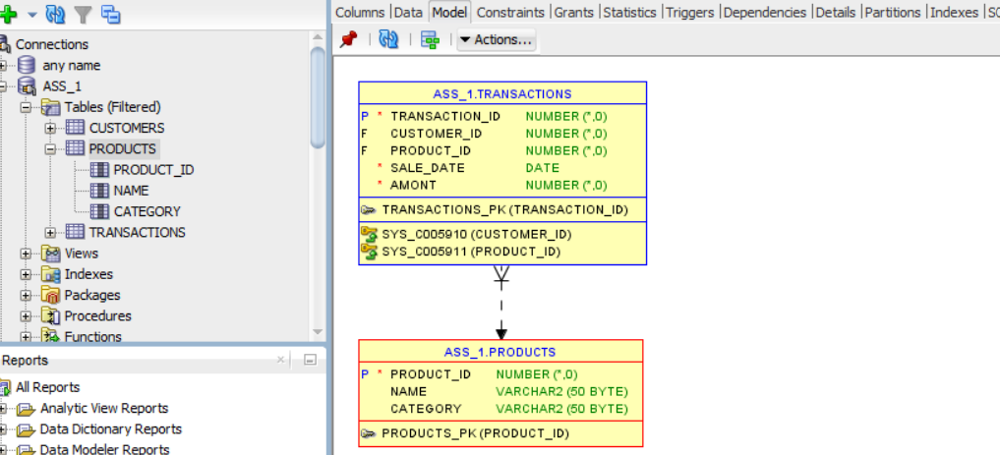 Columns |Data |Model |Constraints |Grants |Statistics |Triggers |Dependencies |Details |Partitions |Indexes |SQ
Actions...
Connections
any name
ASS_1
Tables (Filtered)
CUSTOMERS
PRODUCTS
PRODUCT_ID
NAME
CATEGORY
TRANSACTIONS
Views
Indexes
Packages
Procedures
Functions
Reports
All Reports
Analytic View Reports
Data Dictionary Reports
Data Modeler Reports
ASS_1.TRANSACTIONS
P * TRANSACTION_ID NUMBER (*,0)
F CUSTOMER_ID NUMBER (*,0)
F PRODUCT_ID NUMBER (*,0)
* SALE_DATE DATE
* AMONT NUMBER (*,0)
TRANSACTIONS_PK (TRANSACTION_ID)
SYS_C005910 (CUSTOMER_ID)
SYS_C005911 (PRODUCT_ID)
ASS_1.PRODUCTS
P * PRODUCT_ID NUMBER (*,0)
NAME VARCHAR2 (50 BYTE)
CATEGORY VARCHAR2 (50 BYTE)
PRODUCTS_PK (PRODUCT_ID)